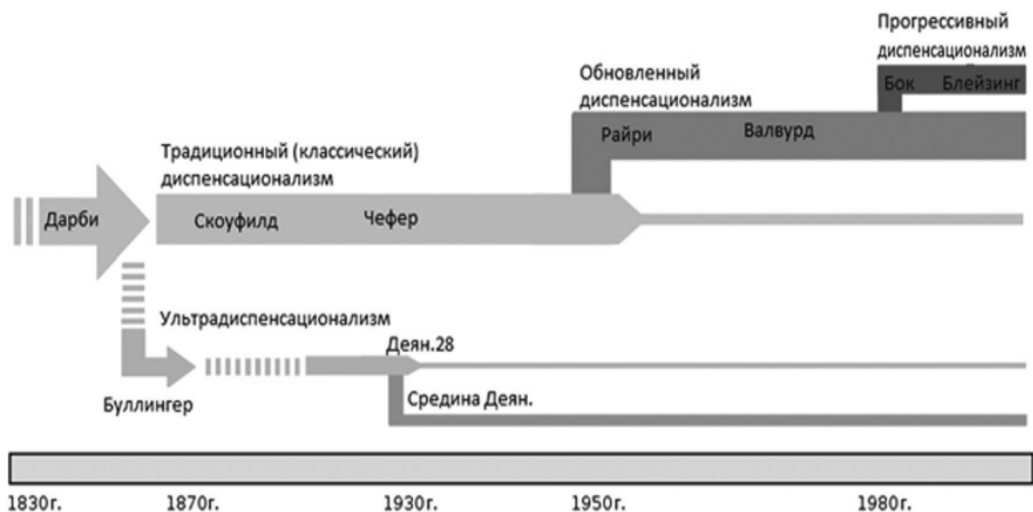 Прогрессивный
диспенсационализм
Бок Блейзинг
Обновленный
диспенсационализм
Райри Валвурд
Традиционный (классический)
диспенсационализм
Дарби Скоуфилд Чефер
Ультрадиспенсационализм
Деян.28
Буллингер
Средина Деян.
1830г. 1870г. 1930г. 1950г. 1980г.